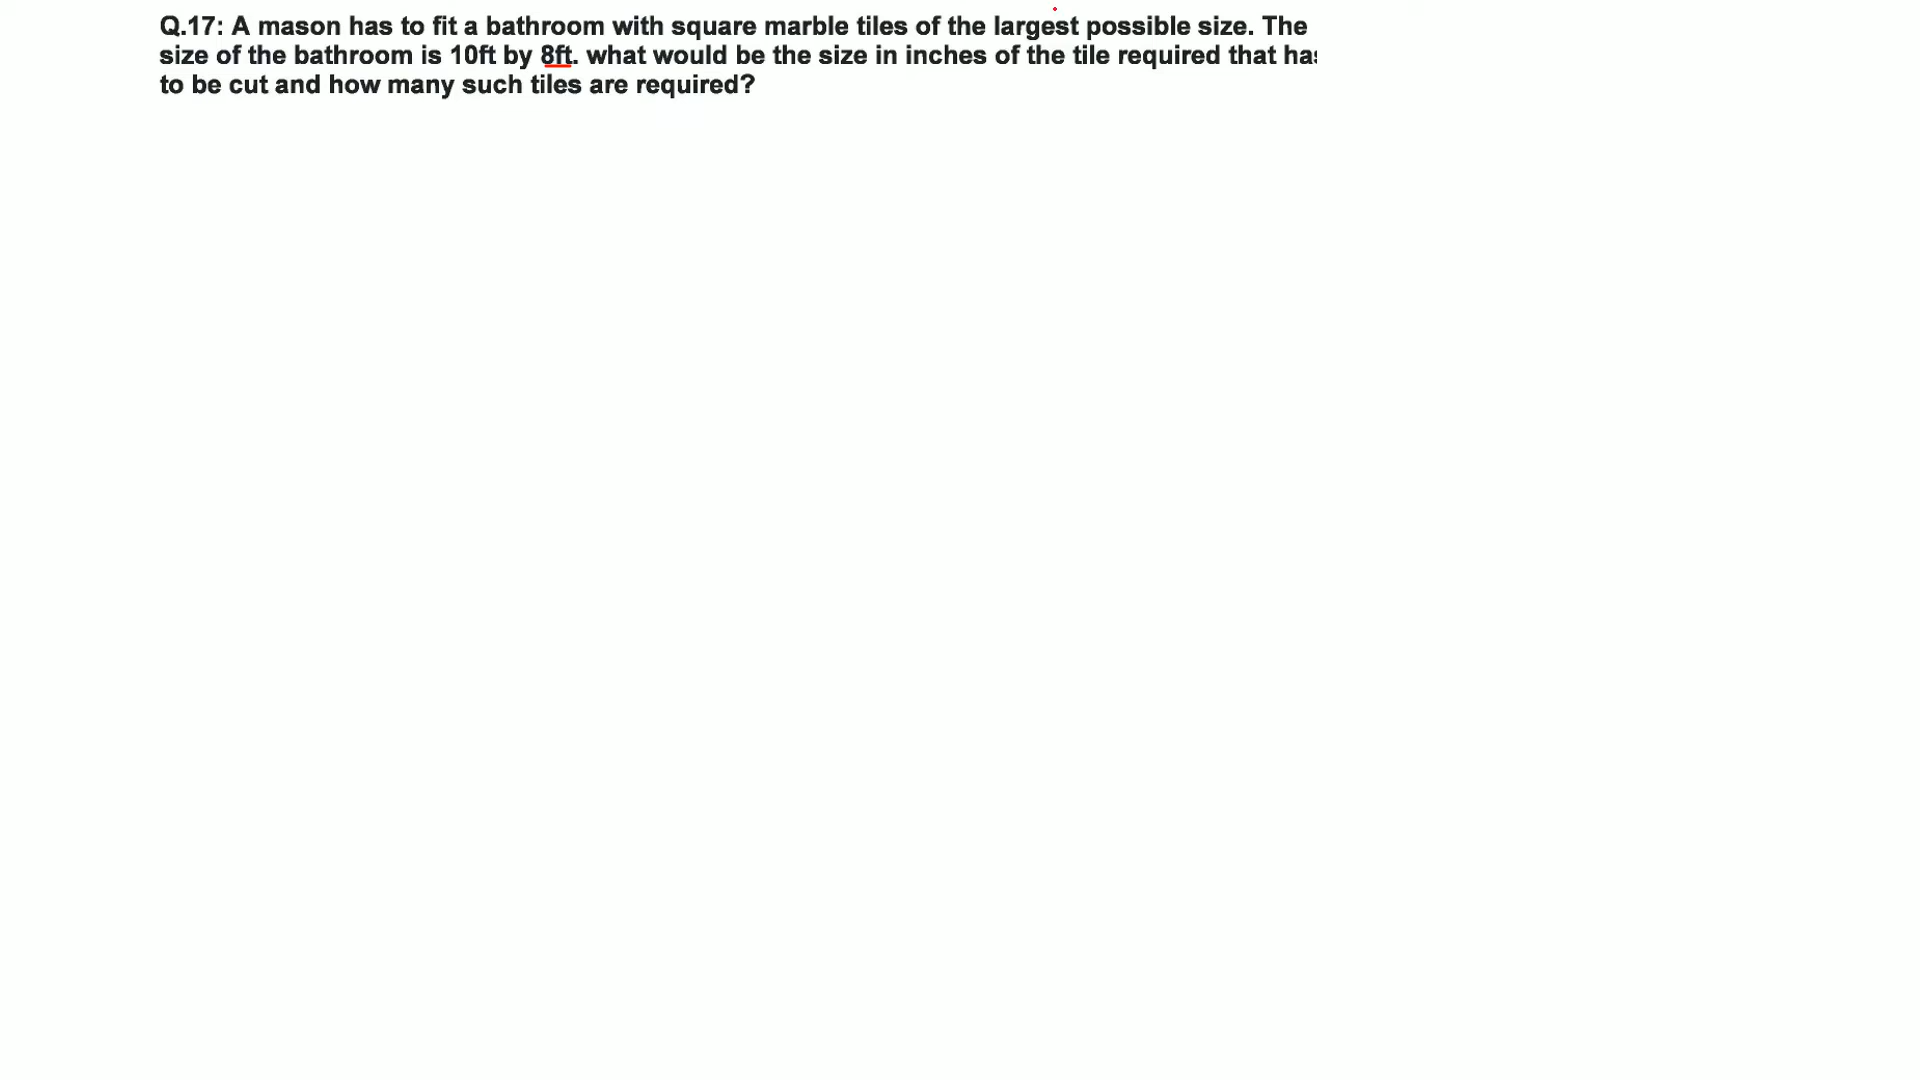 Q.17: A mason has to fit a bathroom with square marble tiles of the largest possible size. The
size of the bathroom is 10ft by 8ft. what would be the size in inches of the tile required that has
to be cut and how many such tiles are required?